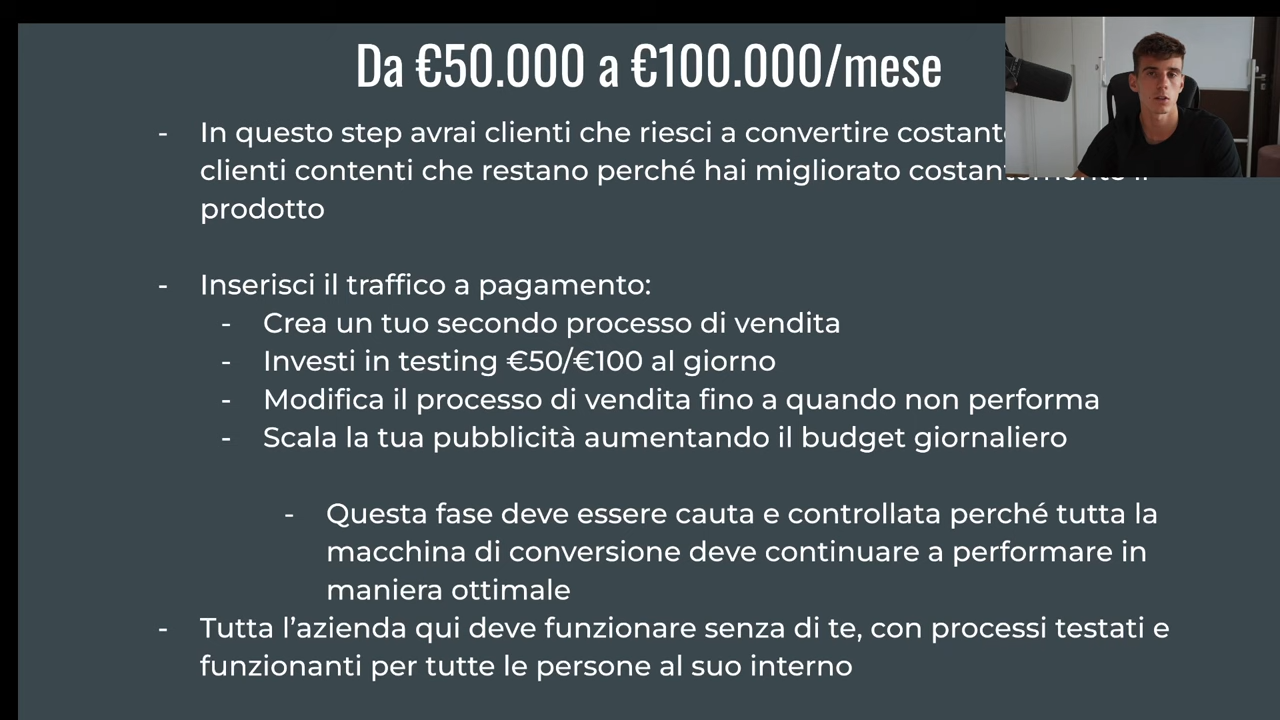 Da €50.000 a €100.000/mese
- In questo step avrai clienti che riesci a convertire
clienti contenti che restano perché hai migliorato costantemente il
prodotto
- Inserisci il traffico a pagamento:
- Crea un tuo secondo processo di vendita
- Investi in testing €50/€100 al giorno
- Modifica il processo di vendita fino a quando non performa
- Scala la tua pubblicità aumentando il budget giornaliero
- Questa fase deve essere cauta e controllata perché tutta la
macchina di conversione deve continuare a performare in
maniera ottimale
- Tutta l’azienda qui deve funzionare senza di te, con processi testati e
funzionanti per tutte le persone al suo interno